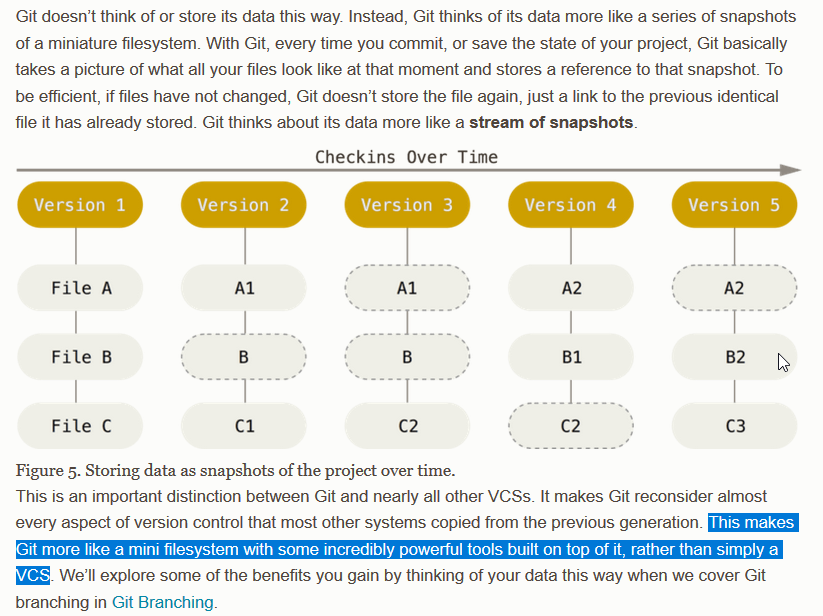 Git doesn’t think of or store its data this way. Instead, Git thinks of its data more like a series of snapshots
of a miniature filesystem. With Git, every time you commit, or save the state of your project, Git basically
takes a picture of what all your files look like at that moment and stores a reference to that snapshot. To
be efficient, if files have not changed, Git doesn’t store the file again, just a link to the previous identical
file it has already stored. Git thinks about its data more like a stream of snapshots.
Checkins Over Time
Version 1 Version 2 Version 3 Version 4 Version 5
File A A1 A1 A2 A2
File B B B B1 B2
File C C1 C2 C2 C3
Figure 5. Storing data as snapshots of the project over time.
This is an important distinction between Git and nearly all other VCSs. It makes Git reconsider almost
every aspect of version control that most other systems copied from the previous generation. This makes
Git more like a mini filesystem with some incredibly powerful tools built on top of it, rather than simply a
VCS. We’ll explore some of the benefits you gain by thinking of your data this way when we cover Git
branching in Git Branching.